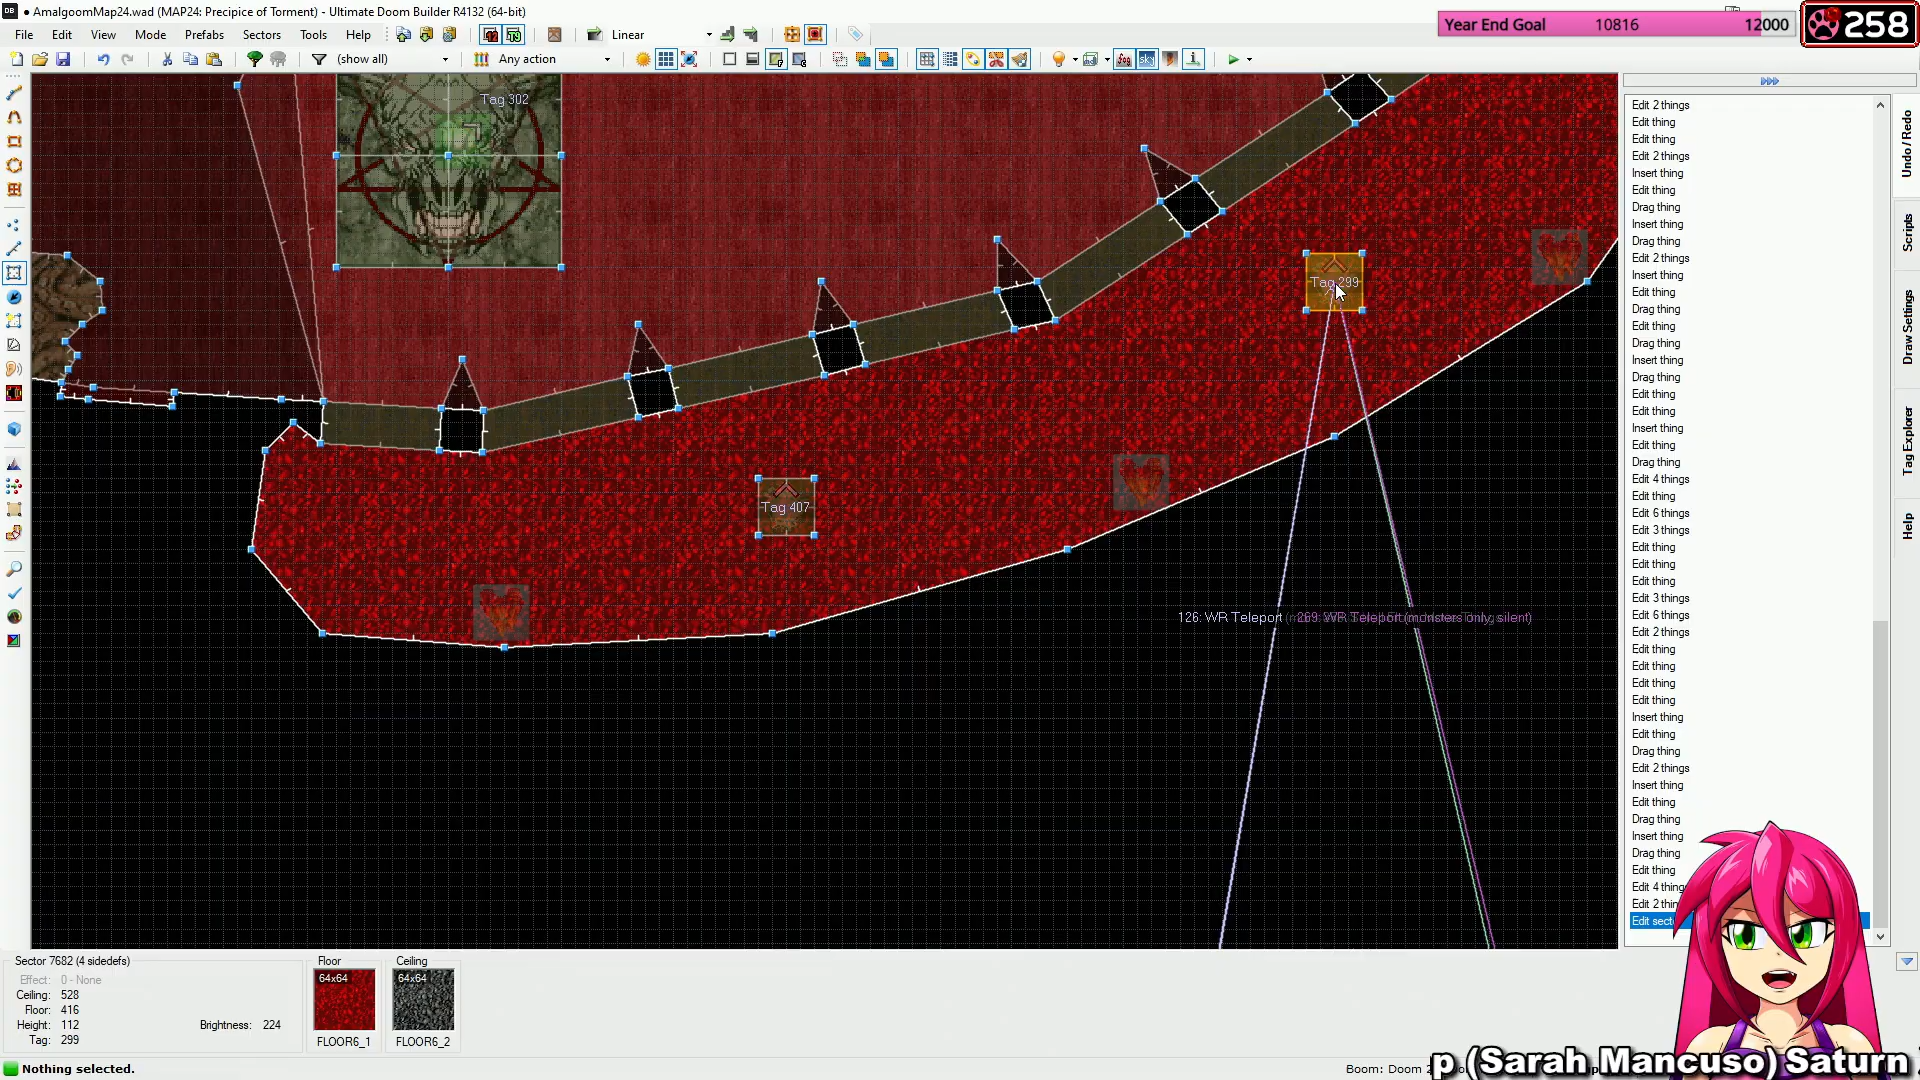 AmalgoomMap24.wad (MAP24: Precipice of Torment) - Ultimate Doom Builder R4132 (64-bit)
Year End Goal 10816 12000
258
File Edit View Mode Prefabs Sectors Tools Help Linear
(show all) Any action
Tag 302
Tag 299
Tag 407
126: WR Teleport
269: WR Teleport (monsters only, silent)
Edit 2 things
Edit thing
Edit thing
Edit 2 things
Insert thing
Edit thing
Drag thing
Insert thing
Drag thing
Edit 2 things
Insert thing
Edit thing
Drag thing
Edit thing
Drag thing
Insert thing
Drag thing
Edit thing
Edit thing
Insert thing
Edit thing
Drag thing
Edit 4 things
Edit thing
Edit 6 things
Edit 3 things
Edit thing
Edit thing
Edit thing
Edit 3 things
Edit 6 things
Edit 2 things
Edit thing
Edit thing
Edit thing
Edit thing
Insert thing
Edit thing
Drag thing
Edit 2 things
Insert thing
Edit thing
Drag thing
Insert thing
Drag thing
Edit thing
Edit 4 things
Edit 2 thin
Edit sect
Undo / Redo
Scripts
Draw Settings
Tag Explorer
Help
Sector 7682 (4 sidedefs)
Effect: 0 - None
Ceiling: 528
Floor: 416
Height: 112
Brightness: 224
Tag: 299
Floor
64x64
FLOOR6_1
Ceiling
64x64
FLOOR6_2
Nothing selected.
Boom: Doom 2
p (Sarah Mancuso) Saturn